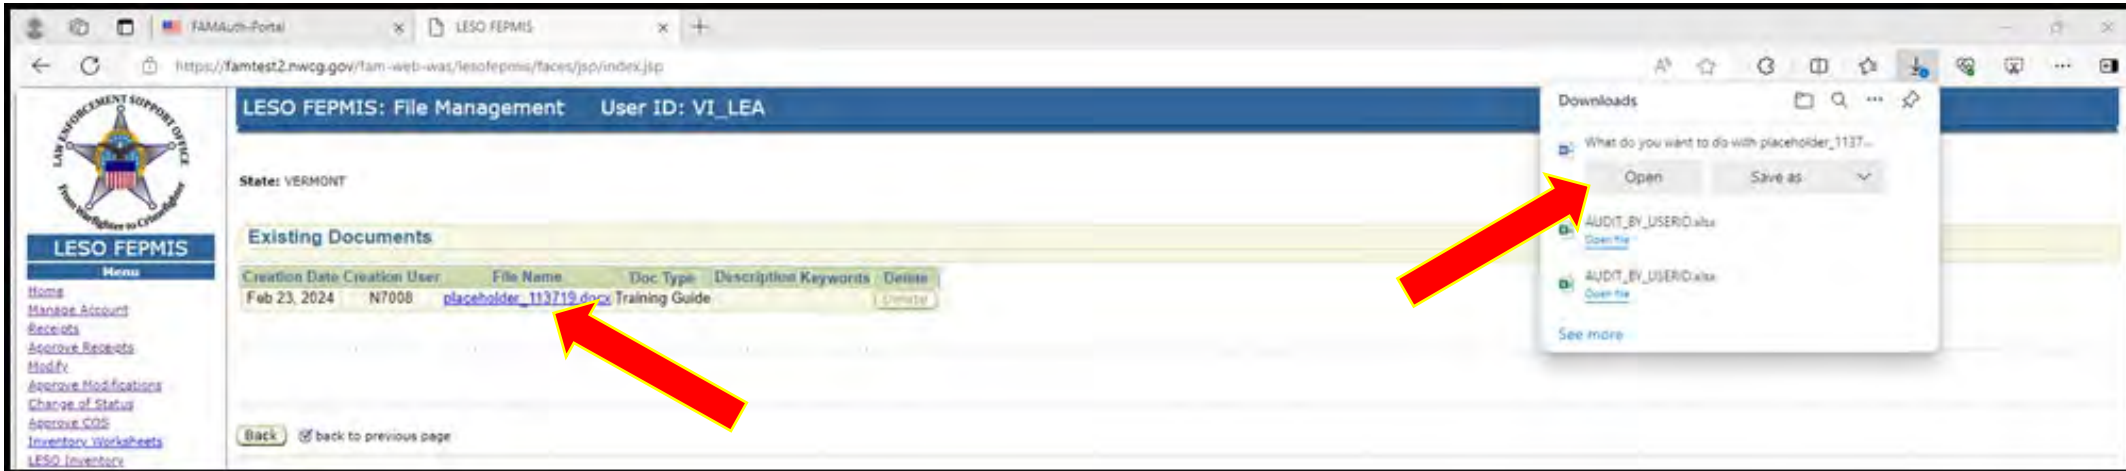 FAMAuth-Portal
LESO FEPMIS
https://famtest2.nwcg.gov/fam-web-was/lesofepmis/faces/jsp/index.jsp
LAW ENFORCEMENT SUPPORT OFFICE
From Warfighter to Crimefighter
LESO FEPMIS
Menu
Home
Manage Account
Receipts
Approve Receipts
Modify
Approve Modifications
Change of Status
Approve COS
Inventory Worksheets
LESO Inventory
LESO FEPMIS: File Management User ID: VI_LEA
State: VERMONT
Existing Documents
Creation Date Creation User File Name Doc Type Description Keywords Delete
Feb 23, 2024 N7008 placeholder_113719.docx Training Guide Delete
Back back to previous page
Downloads
What do you want to do with placeholder_1137...
Open Save as
AUDIT_BY_USERID.xlsx
Open file
AUDIT_BY_USERID.xlsx
Open file
See more